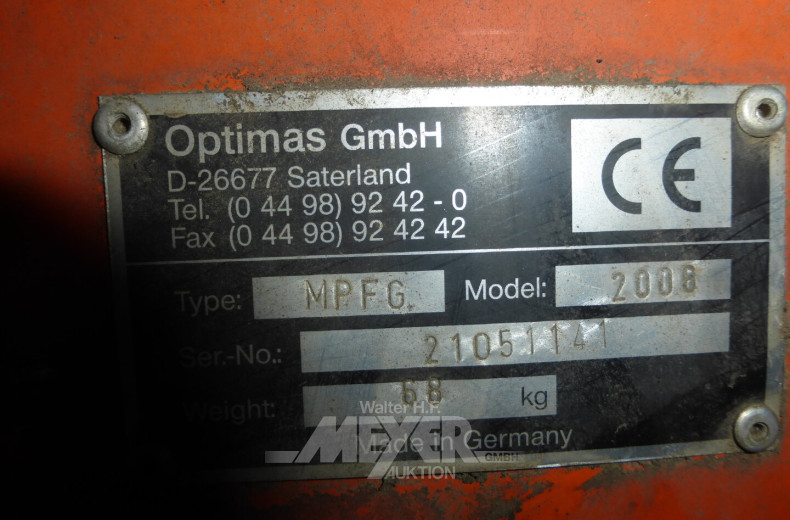 Optimas GmbH
D-26677 Saterland
Tel. (0 44 98) 92 42 - 0
Fax (0 44 98) 92 42 42
CE
Type: MPFG Model: 2008
Ser.-No.: 21051141
Weight: 68 kg
Walter H.F.
MEYER
Made in Germany
GMBH
AUKTION